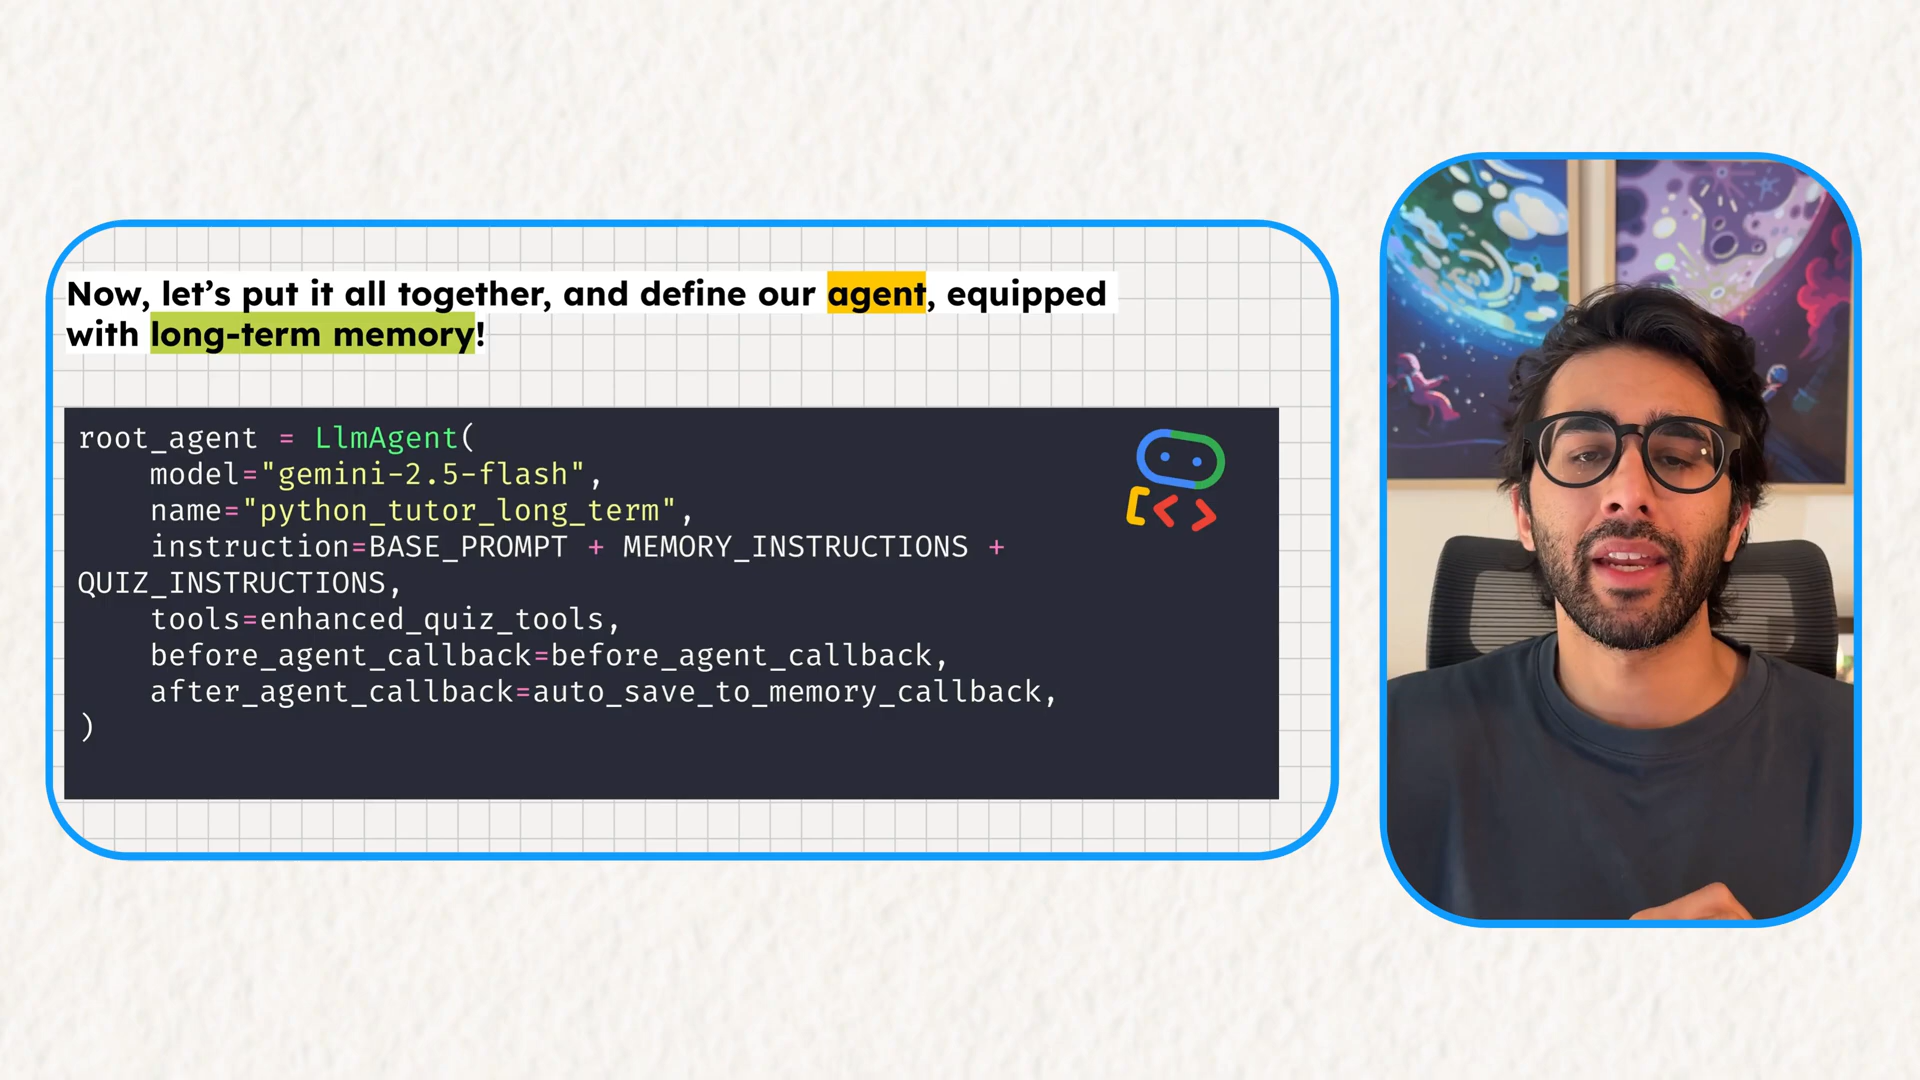 Now, let’s put it all together, and define our agent, equipped
with long-term memory!
root_agent = LlmAgent(
    model="gemini-2.5-flash",
    name="python_tutor_long_term",
    instruction=BASE_PROMPT + MEMORY_INSTRUCTIONS +
QUIZ_INSTRUCTIONS,
    tools=enhanced_quiz_tools,
    before_agent_callback=before_agent_callback,
    after_agent_callback=auto_save_to_memory_callback,
)